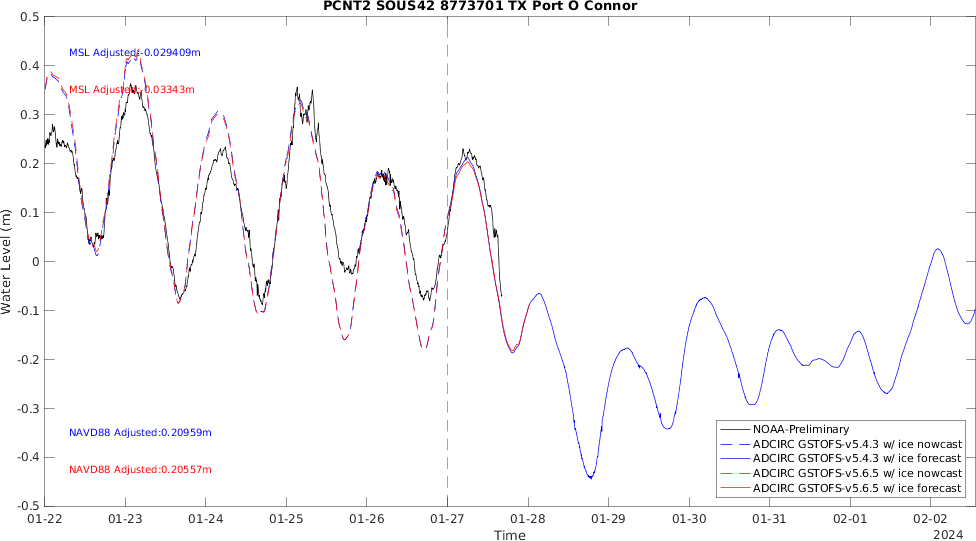 PCNT2 SOUS42 8773701 TX Port O Connor
MSL Adjusted:-0.029409m
MSL Adjusted:-0.03343m
NAVD88 Adjusted:0.20959m
NAVD88 Adjusted:0.20557m
Water Level (m)
0.5
0.4
0.3
0.2
0.1
0
-0.1
-0.2
-0.3
-0.4
-0.5
NOAA-Preliminary
ADCIRC GSTOFS-v5.4.3 w/ ice nowcast
ADCIRC GSTOFS-v5.4.3 w/ ice forecast
ADCIRC GSTOFS-v5.6.5 w/ ice nowcast
ADCIRC GSTOFS-v5.6.5 w/ ice forecast
01-22 01-23 01-24 01-25 01-26 01-27 01-28 01-29 01-30 01-31 02-01 02-02
2024
Time